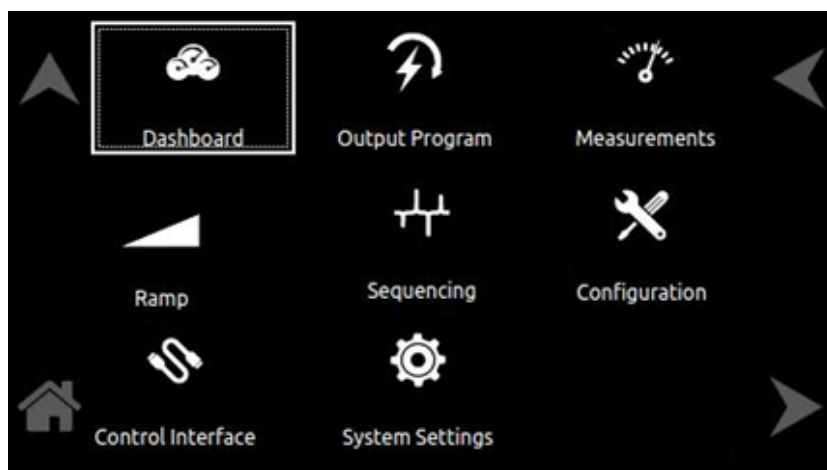 Dashboard
Output Program
Measurements
Ramp
Sequencing
Configuration
Control Interface
System Settings